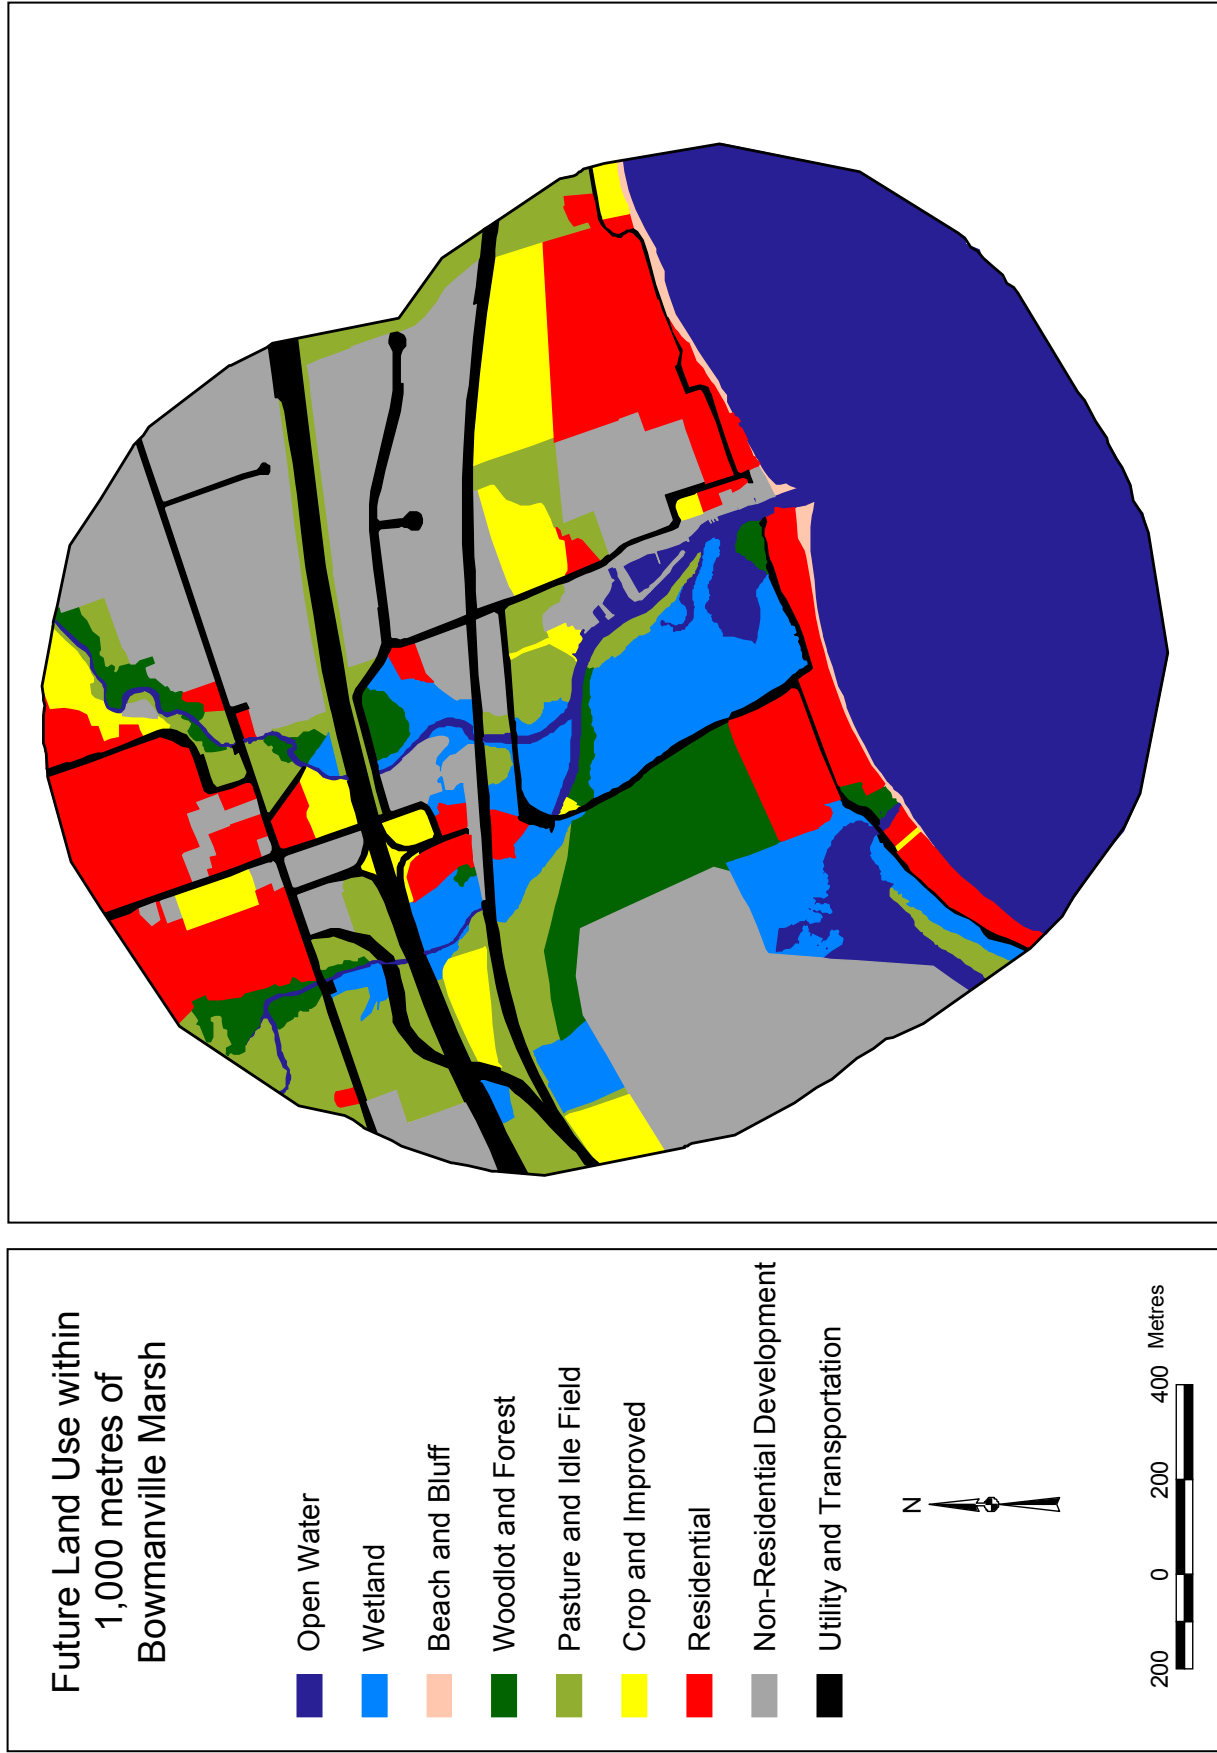 Future Land Use within
1,000 metres of
Bowmanville Marsh
Open Water
Wetland
Beach and Bluff
Woodlot and Forest
Pasture and Idle Field
Crop and Improved
Residential
Non-Residential Development
Utility and Transportation
N
200 0 200 400 Metres